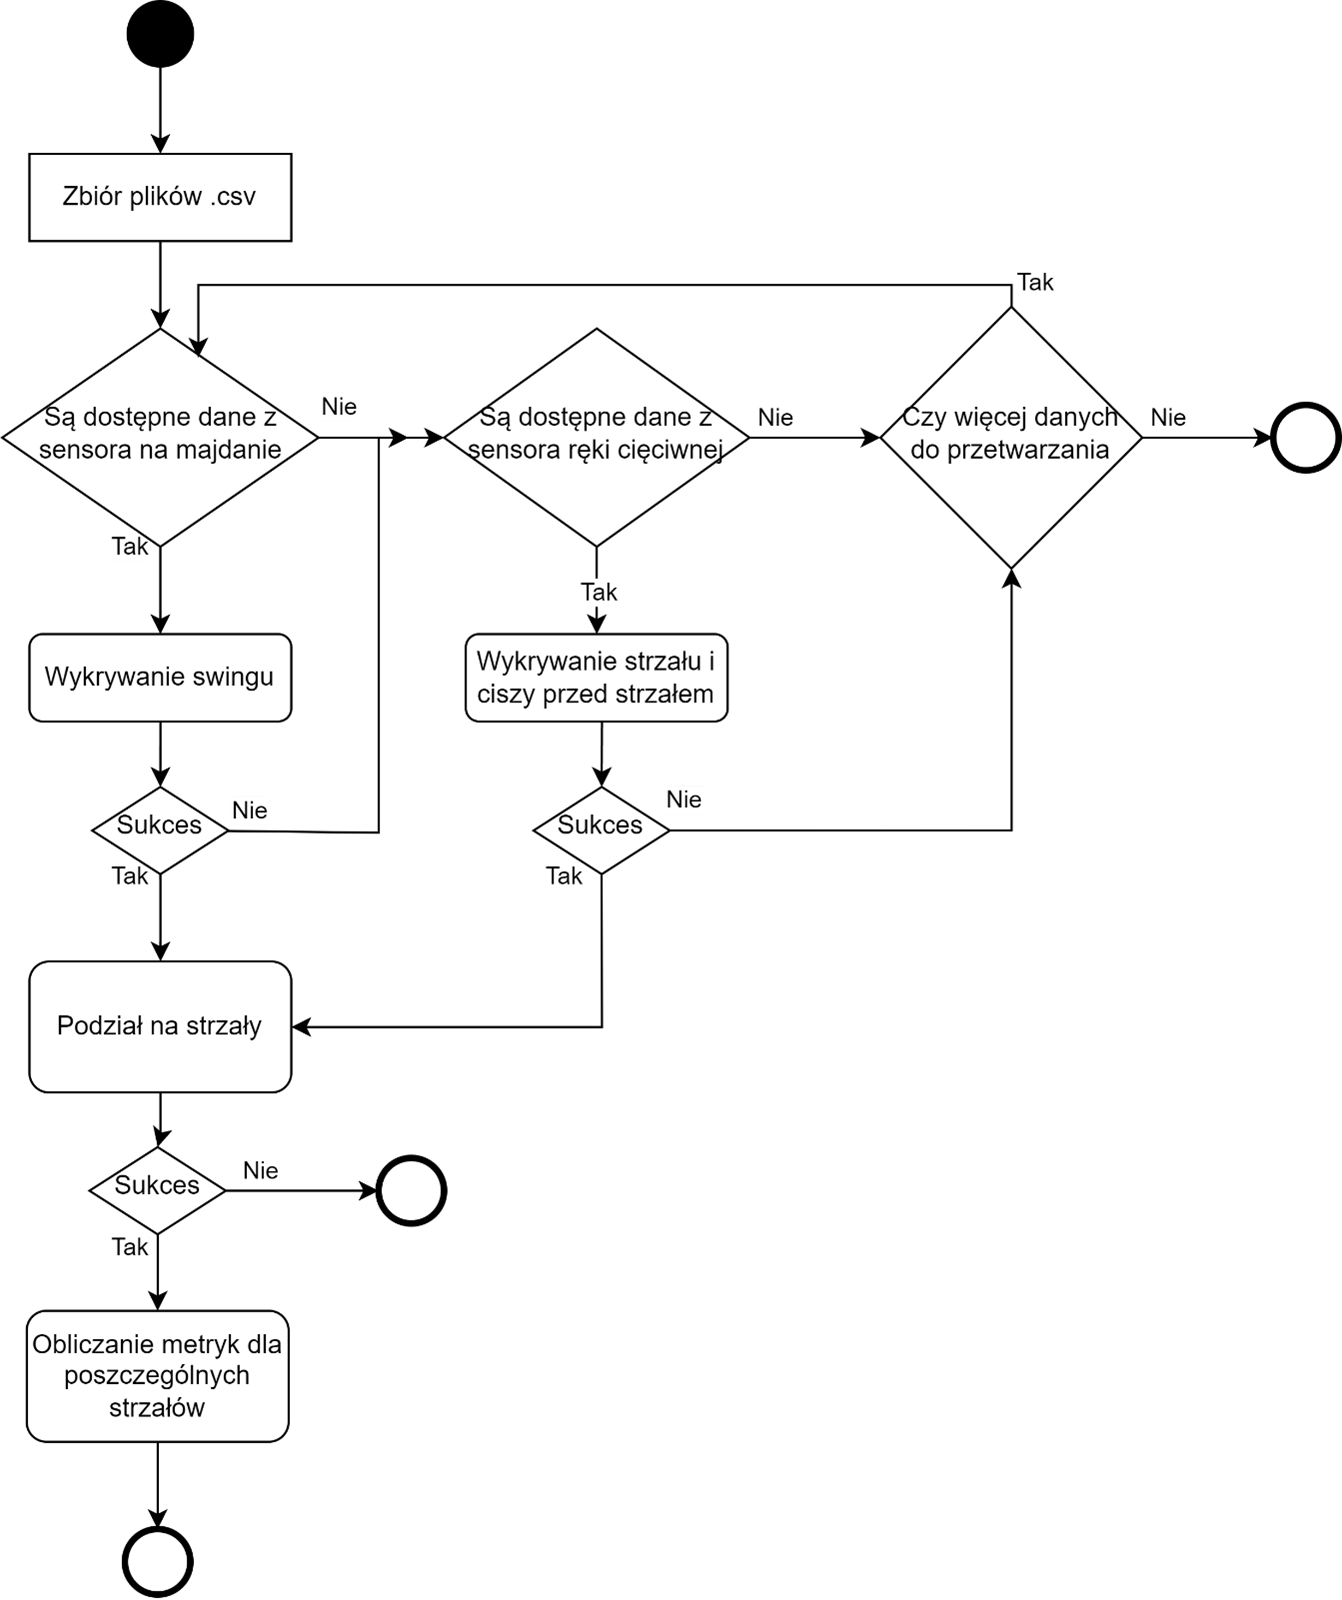 Zbiór plików .csv
Tak
Są dostępne dane z
sensora na majdanie
Nie
Są dostępne dane z
sensora ręki cięciwnej
Nie
Czy więcej danych
do przetwarzania
Nie
Tak
Tak
Wykrywanie swingu
Wykrywanie strzału i
ciszy przed strzałem
Sukces
Nie
Sukces
Nie
Tak
Tak
Podział na strzały
Sukces
Nie
Tak
Obliczanie metryk dla
poszczególnych
strzałów